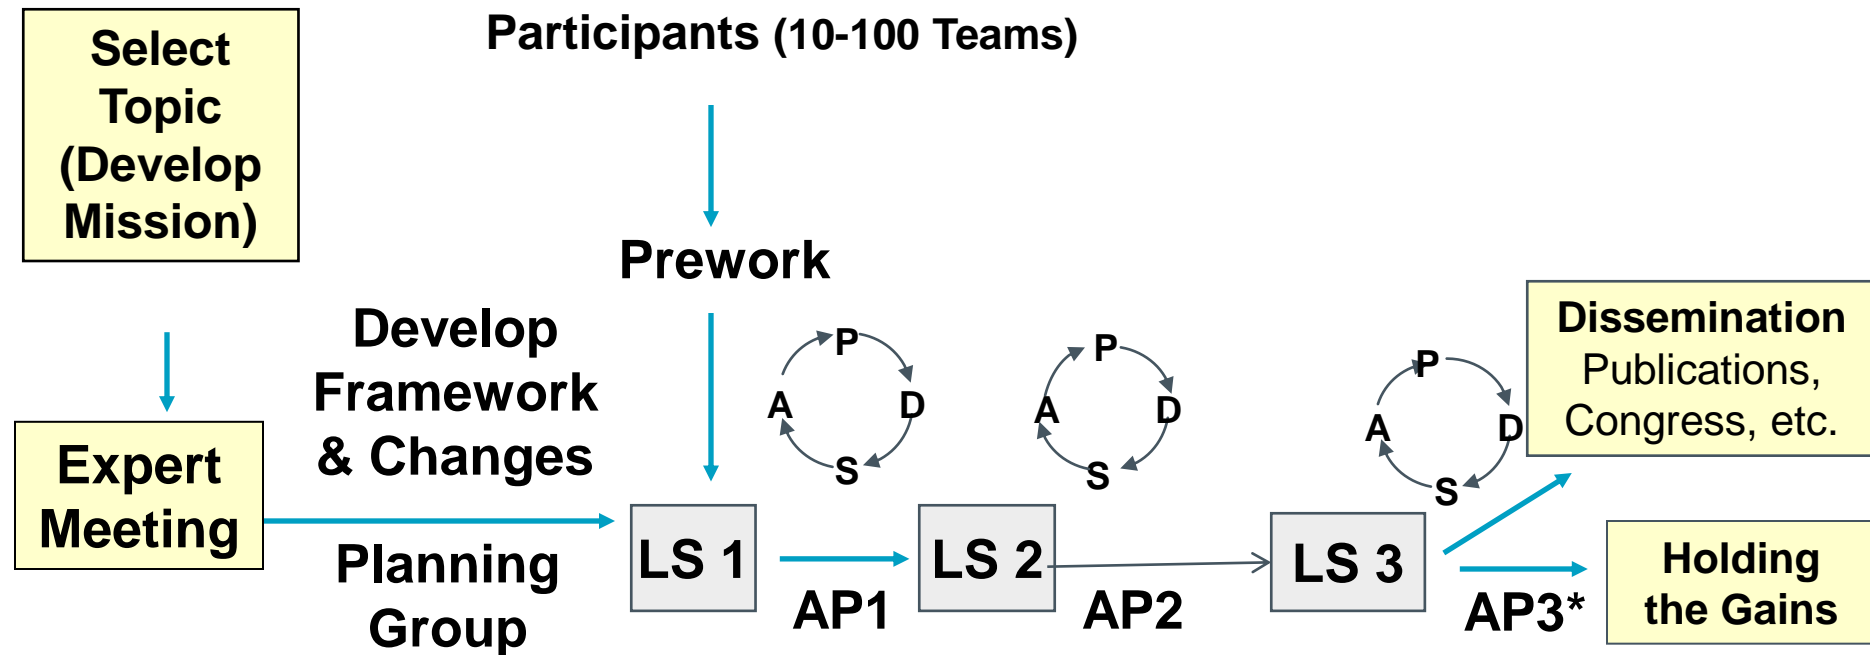 Select
Topic
(Develop
Mission)
Participants (10-100 Teams)
Prework
Expert
Meeting
Develop
Framework
& Changes
Planning
Group
LS 1
P
A
D
S
AP1
LS 2
P
A
D
S
AP2
LS 3
P
A
D
S
AP3*
Dissemination
Publications,
Congress, etc.
Holding
the Gains